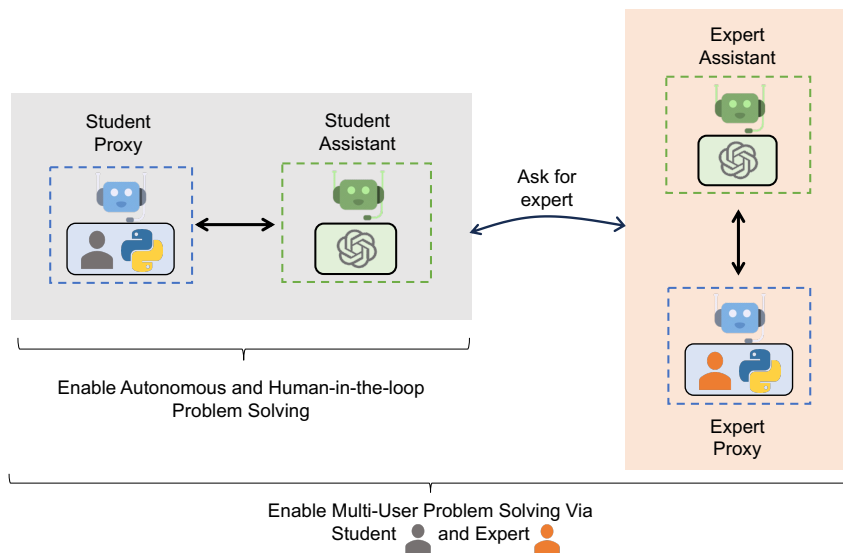 Student
Proxy
Student
Assistant
Ask for
expert
Expert
Assistant
Expert
Proxy
Enable Autonomous and Human-in-the-loop
Problem Solving
Enable Multi-User Problem Solving Via
Student and Expert